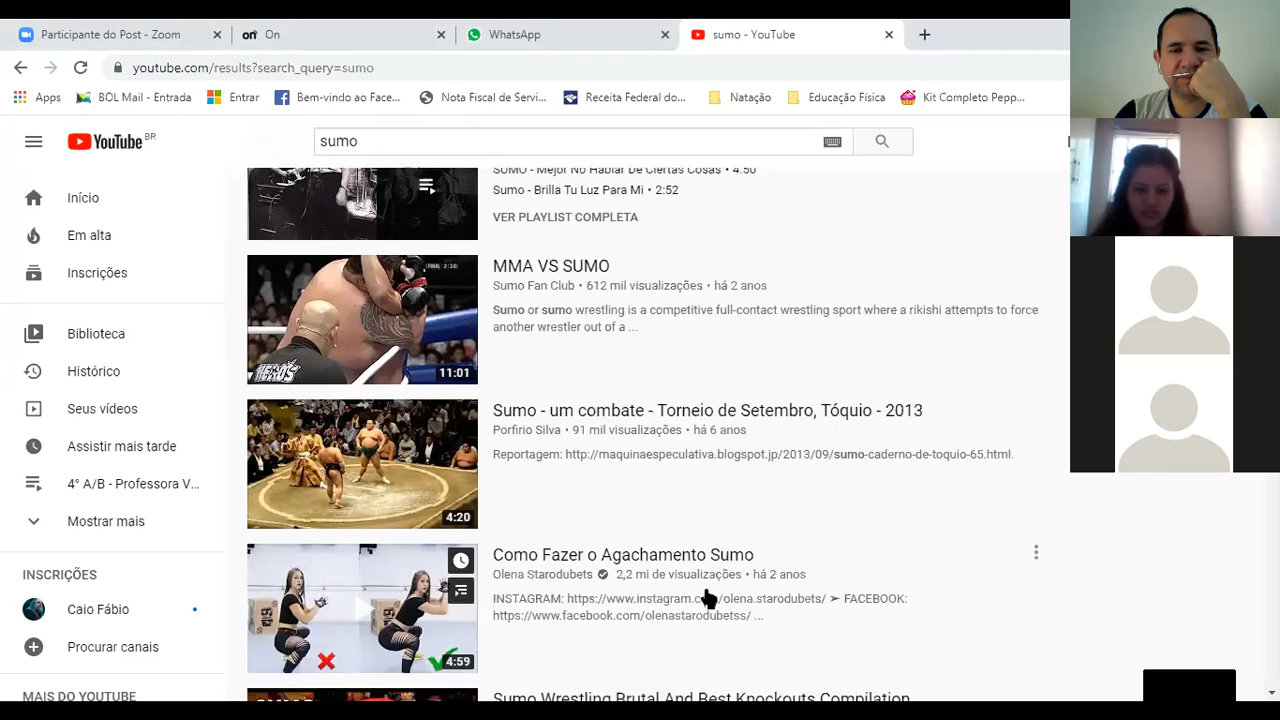 Participante do Post - Zoom
On
WhatsApp
sumo - YouTube
youtube.com/results?search_query=sumo
Apps
BOL Mail - Entrada
Entrar
Bem-vindo ao Face...
Nota Fiscal de Servi...
Receita Federal do...
Natação
Educação Física
Kit Completo Pepp...
YouTube BR
sumo
Início
Em alta
Inscrições
Biblioteca
Histórico
Seus vídeos
Assistir mais tarde
4° A/B - Professora V...
Mostrar mais
INSCRIÇÕES
Caio Fábio
Procurar canais
MAIS DO YOUTUBE
SUMO - Mejor No Hablar De Ciertas Cosas • 4:50
Sumo - Brilla Tu Luz Para Mi • 2:52
VER PLAYLIST COMPLETA
MMA VS SUMO
Sumo Fan Club • 612 mil visualizações • há 2 anos
Sumo or sumo wrestling is a competitive full-contact wrestling sport where a rikishi attempts to force
another wrestler out of a ...
11:01
Sumo - um combate - Torneio de Setembro, Tóquio - 2013
Porfirio Silva • 91 mil visualizações • há 6 anos
Reportagem: http://maquinaespeculativa.blogspot.jp/2013/09/sumo-caderno-de-toquio-65.html.
4:20
Como Fazer o Agachamento Sumo
Olena Starodubets 2,2 mi de visualizações • há 2 anos
INSTAGRAM: https://www.instagram.c /olena.starodubets/ ➢ FACEBOOK:
https://www.facebook.com/olenastarodubetss/ ...
4:59
Sumo Wrestling Brutal And Best Knockouts Compilation